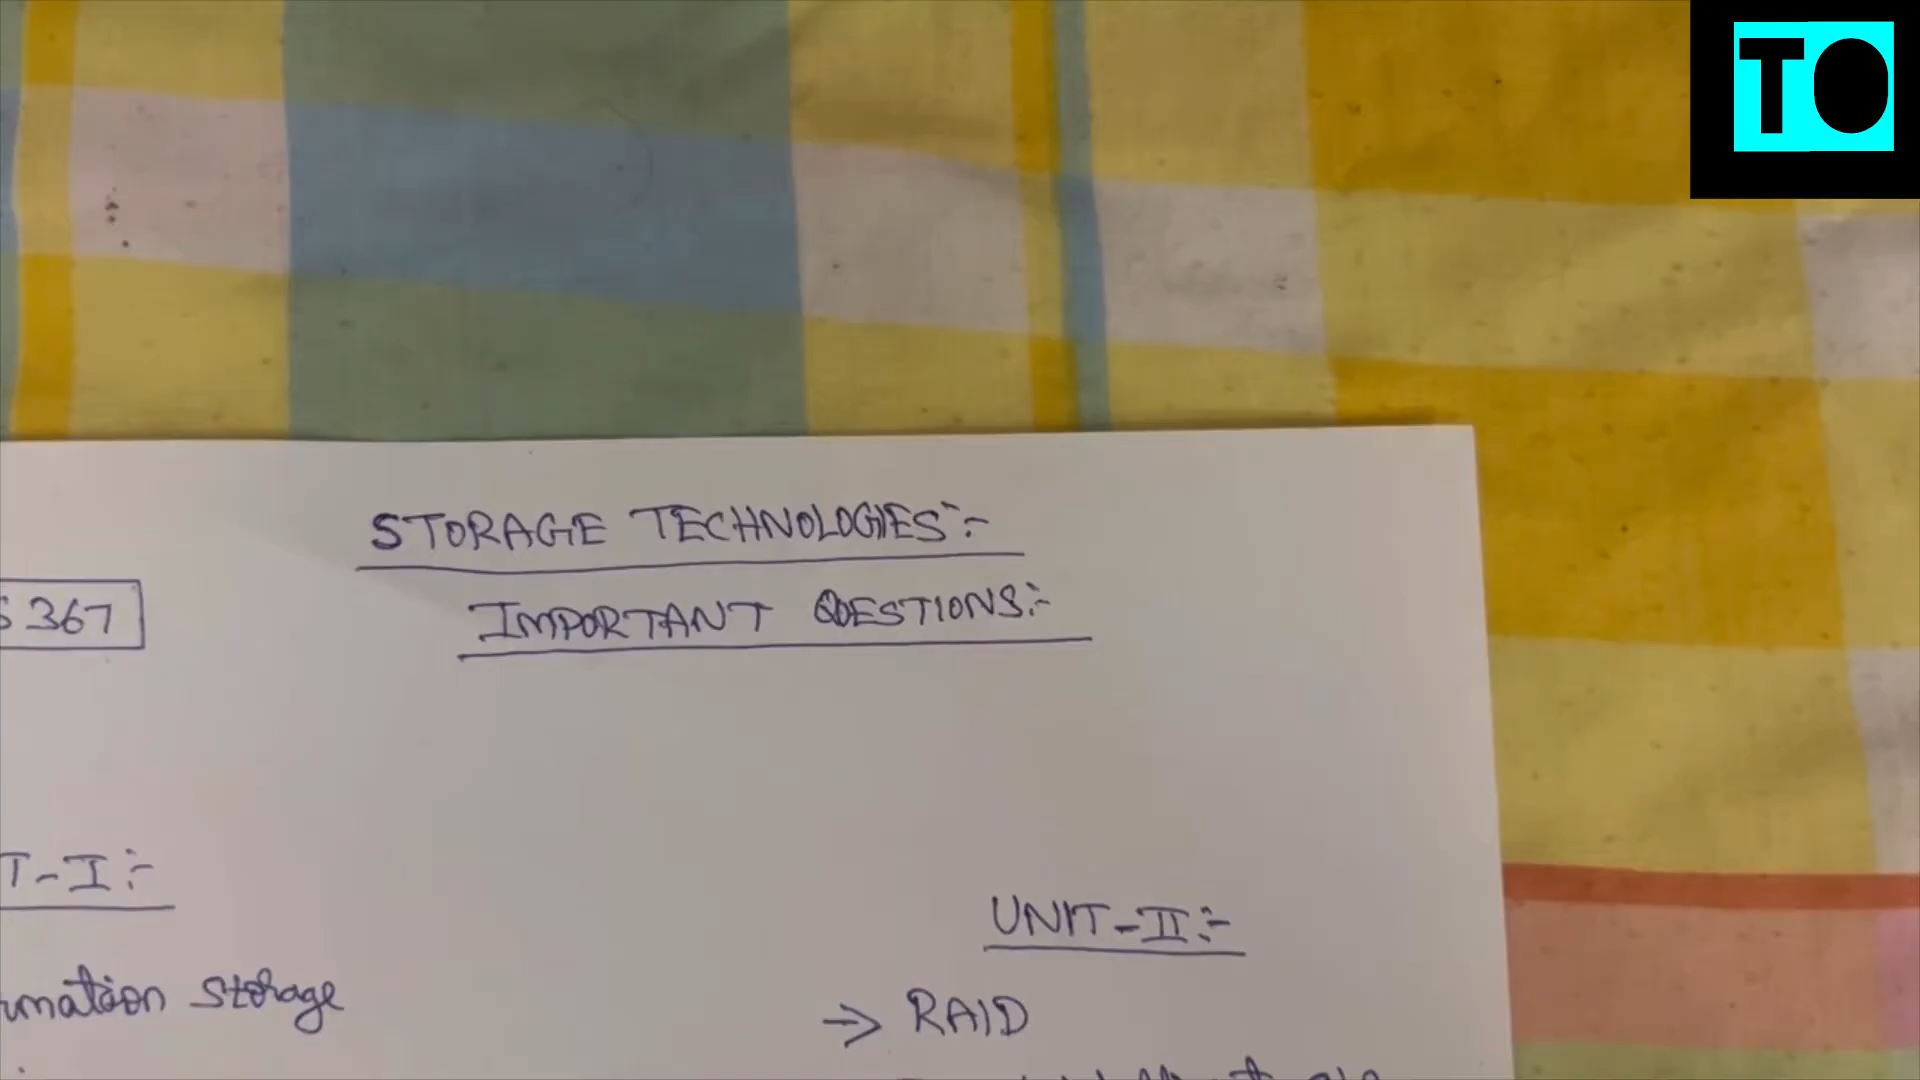 TO
STORAGE TECHNOLOGIES:-
IMPORTANT QUESTIONS:-
S 367
T-I:-
rmation Storage
UNIT-II:-
→ RAID